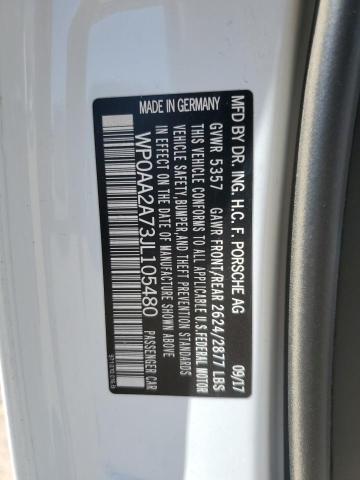 MFD BY DR. ING. H.C. F. PORSCHE AG
09/17
GVWR 5357 GAWR FRONT/REAR 2624/2877 LBS
THIS VEHICLE CONFORMS TO ALL APPLICABLE U.S. FEDERAL MOTOR
VEHICLE SAFETY, BUMPER, AND THEFT PREVENTION STANDARDS
IN EFFECT ON THE DATE OF MANUFACTURE SHOWN ABOVE
WP0AA2A73JL105480
PASSENGER CAR
MADE IN GERMANY